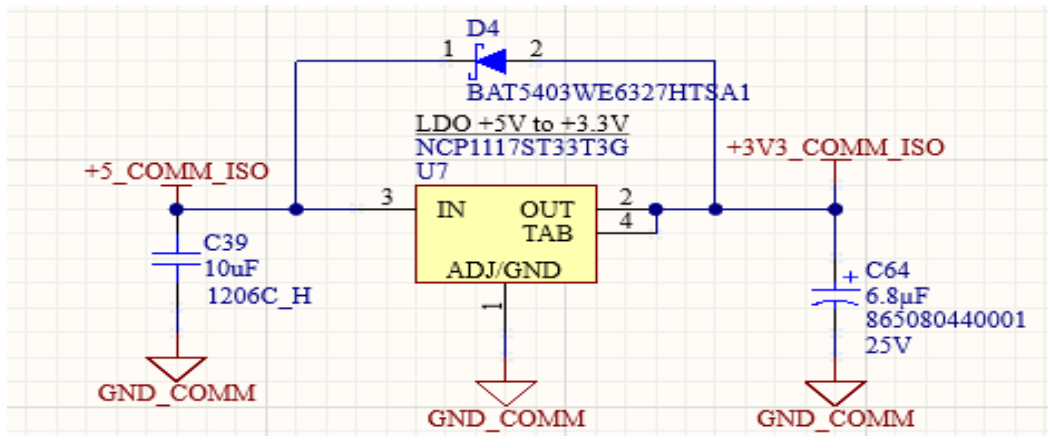 D4
1 2
BAT5403WE6327HTSA1
LDO +5V to +3.3V
NCP1117ST33T3G
U7
+5_COMM_ISO
+3V3_COMM_ISO
3
IN
OUT
2
TAB
4
ADJ/GND
1
C39
10uF
1206C_H
GND_COMM
GND_COMM
+
C64
6.8µF
865080440001
25V
GND_COMM